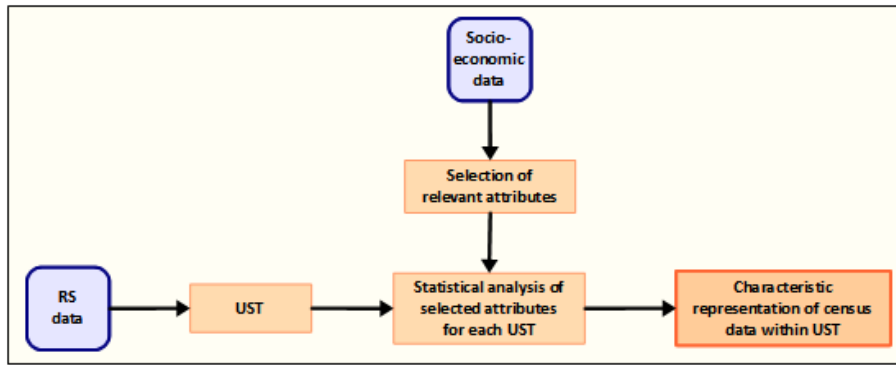 Socio-
economic
data
Selection of
relevant attributes
RS
data
UST
Statistical analysis of
selected attributes
for each UST
Characteristic
representation of census
data within UST